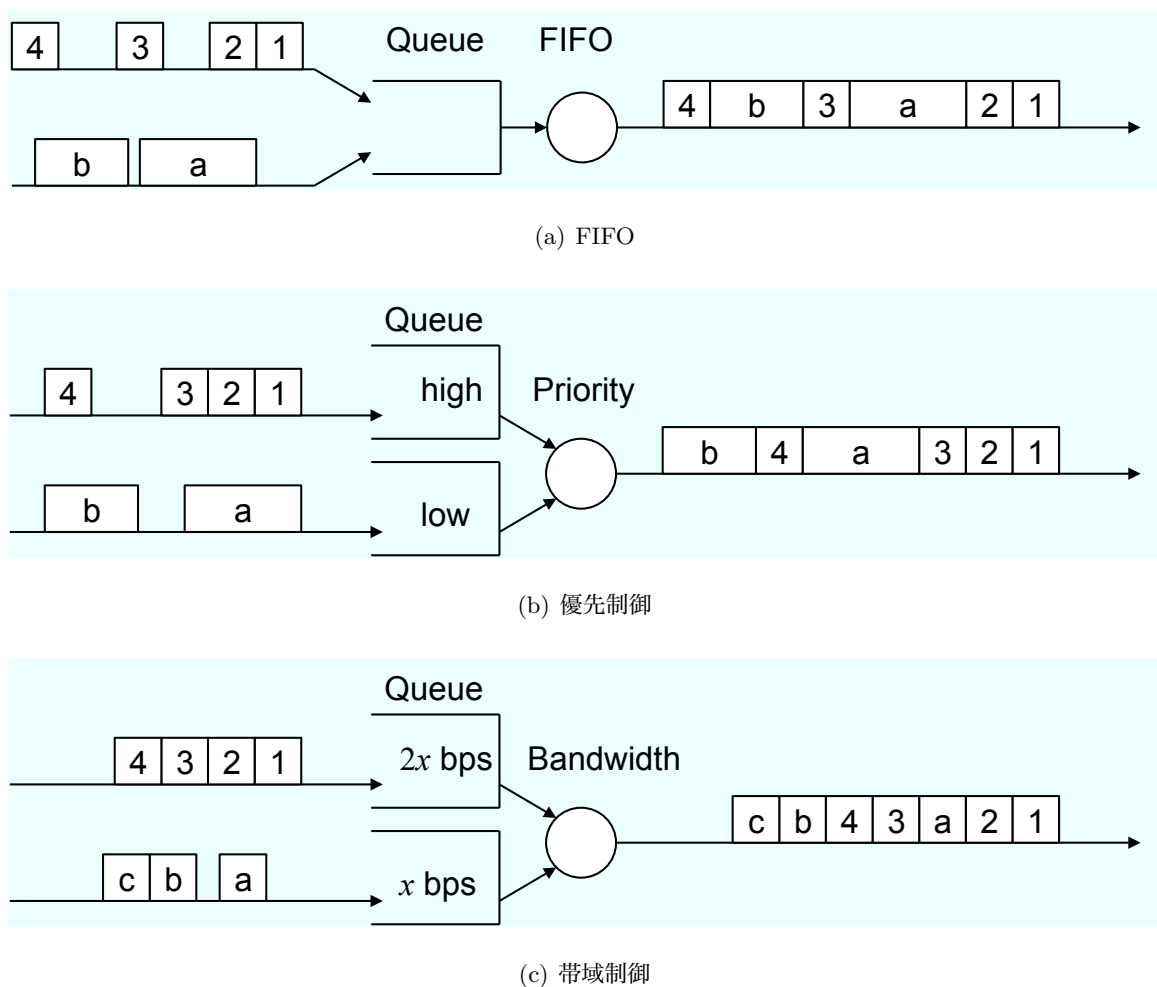 Queue FIFO
4 3 2 1
4 b 3 a 2 1
b a
(a) FIFO
Queue
4 3 2 1 high Priority
b 4 a 3 2 1
b a low
(b) 優先制御
Queue
4 3 2 1 2x bps Bandwidth
c b 4 3 a 2 1
c b a x bps
(c) 帯域制御